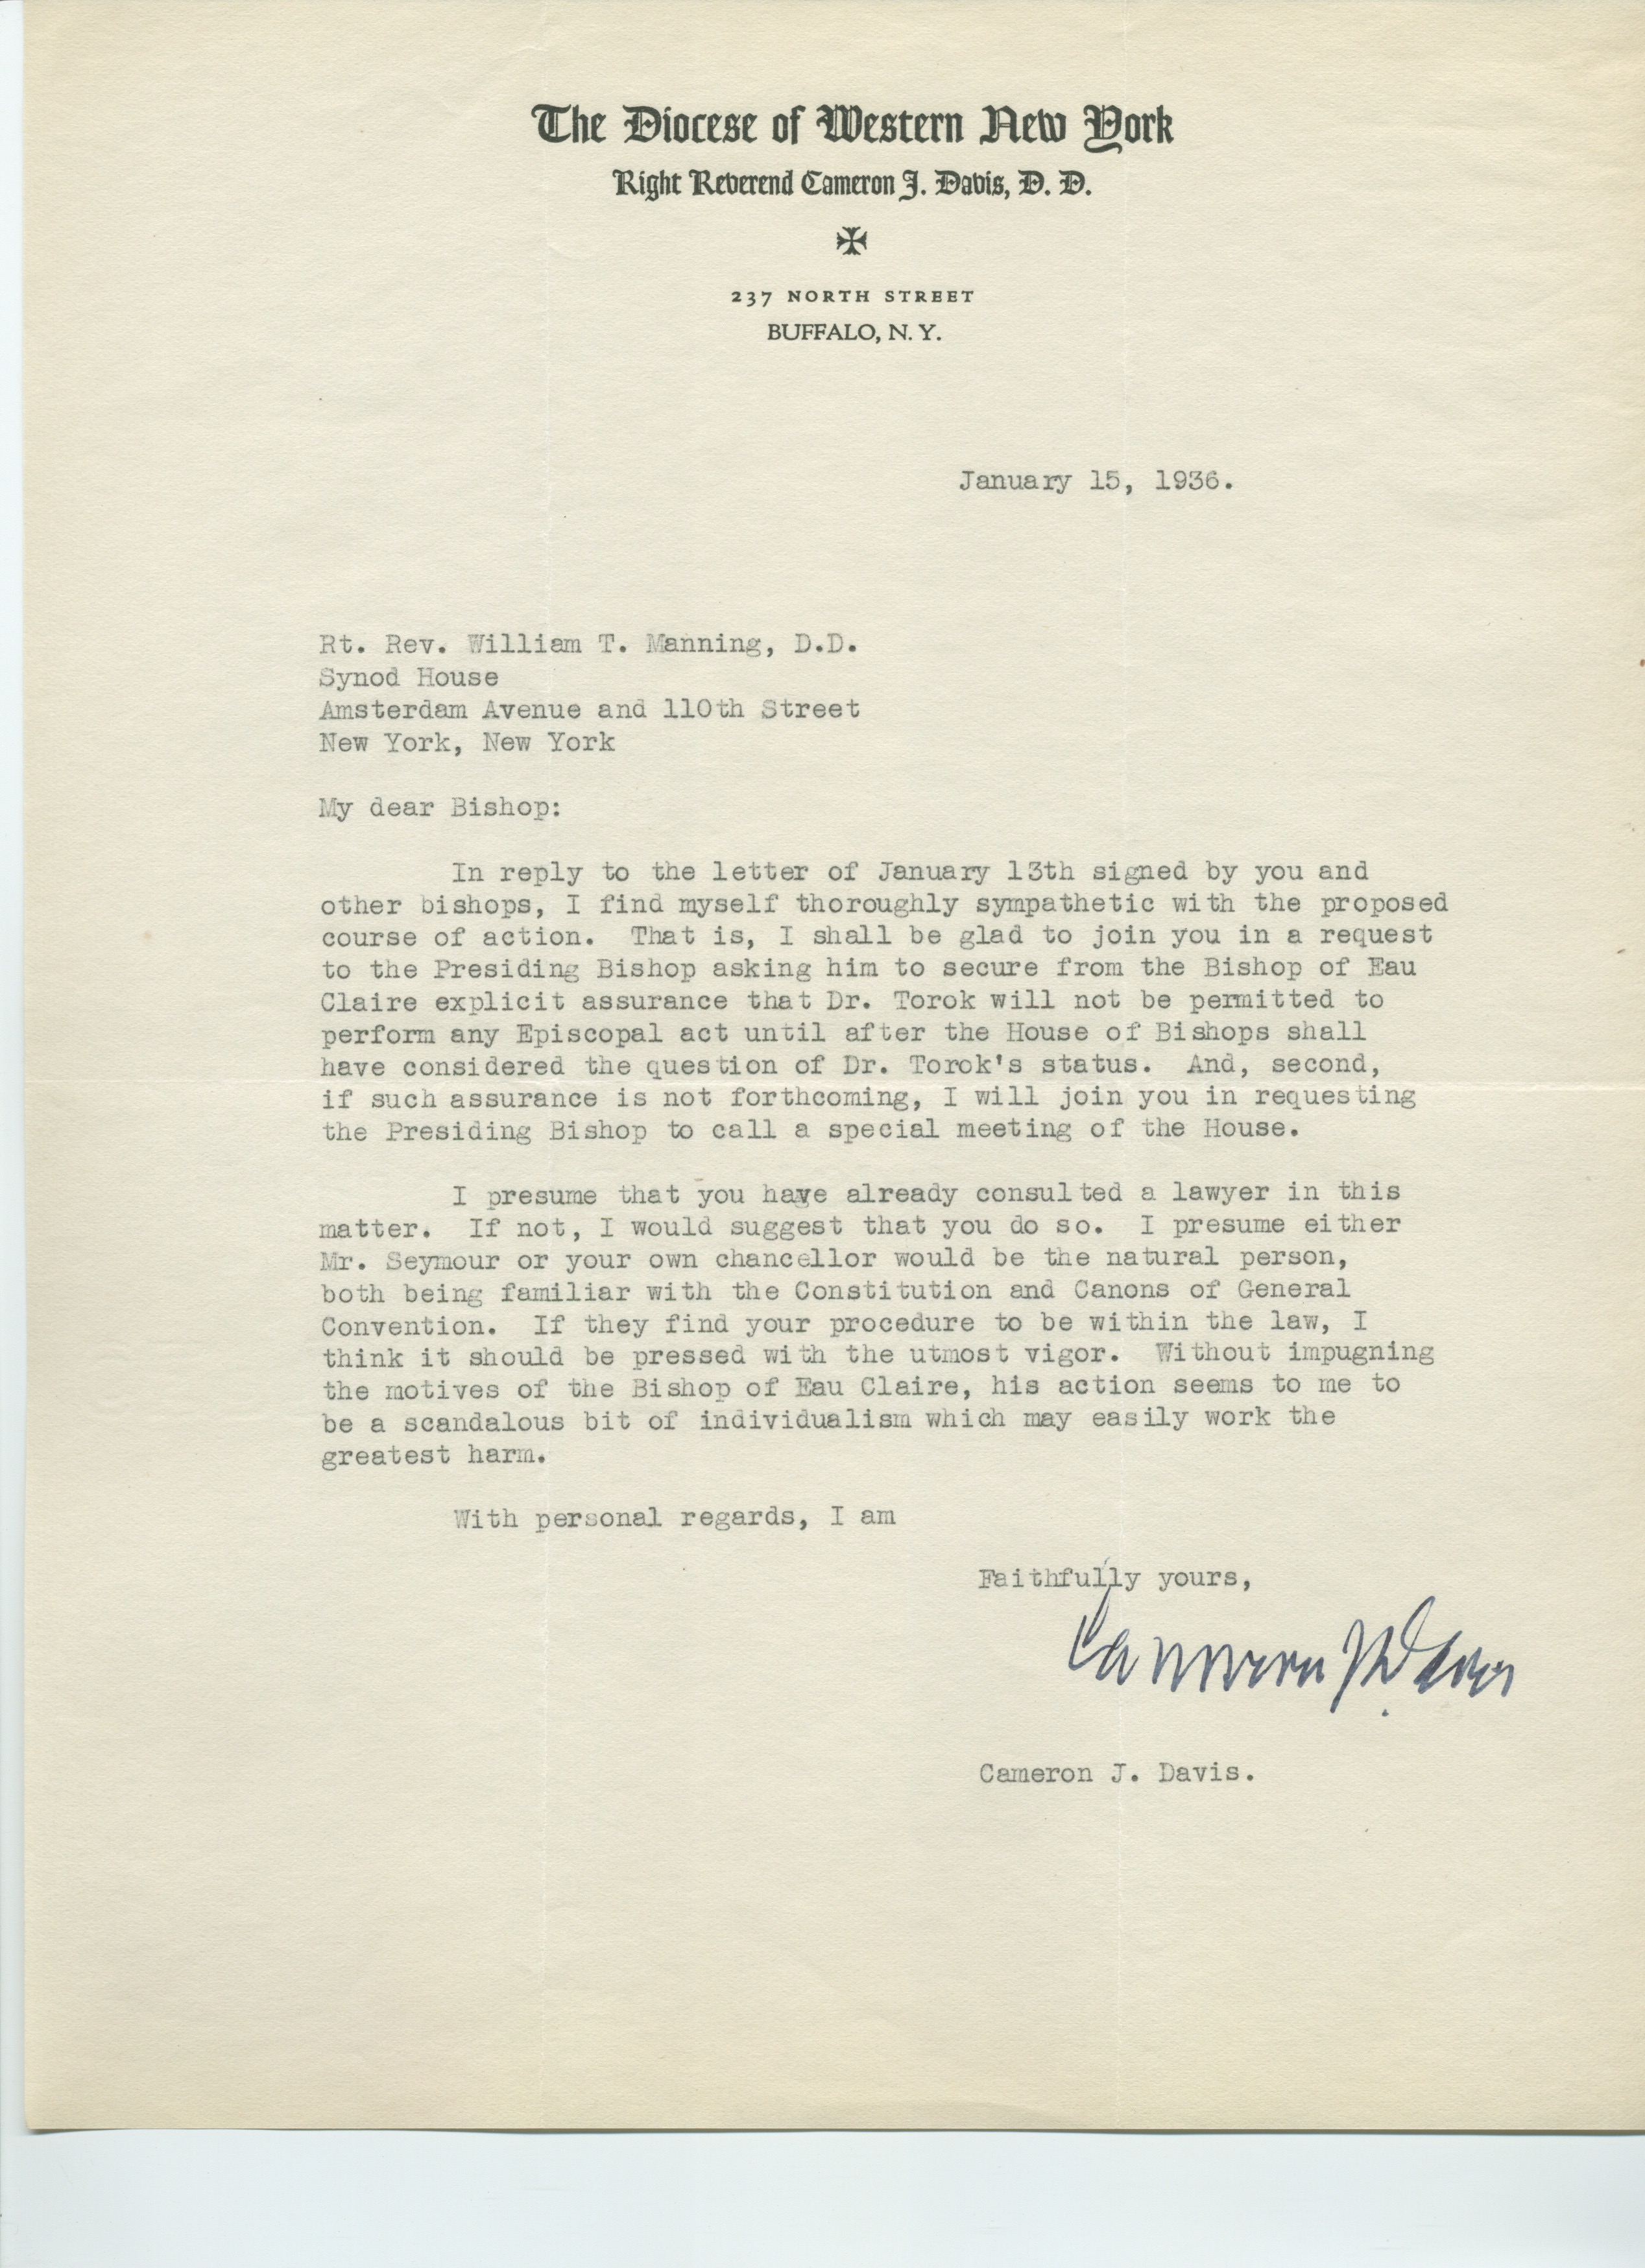 The Diocese of Western New York
Right Reverend Cameron J. Davis, D. D.
237 NORTH STREET
BUFFALO, N. Y.
January 15, 1936.
Rt. Rev. William T. Manning, D.D.
Synod House
Amsterdam Avenue and 110th Street
New York, New York
My dear Bishop:
In reply to the letter of January 13th signed by you and
other bishops, I find myself thoroughly sympathetic with the proposed
course of action. That is, I shall be glad to join you in a request
to the Presiding Bishop asking him to secure from the Bishop of Eau
Claire explicit assurance that Dr. Torok will not be permitted to
perform any Episcopal act until after the House of Bishops shall
have considered the question of Dr. Torok's status. And, second,
if such assurance is not forthcoming, I will join you in requesting
the Presiding Bishop to call a special meeting of the House.
I presume that you have already consulted a lawyer in this
matter. If not, I would suggest that you do so. I presume either
Mr. Seymour or your own chancellor would be the natural person,
both being familiar with the Constitution and Canons of General
Convention. If they find your procedure to be within the law, I
think it should be pressed with the utmost vigor. Without impugning
the motives of the Bishop of Eau Claire, his action seems to me to
be a scandalous bit of individualism which may easily work the
greatest harm.
With personal regards, I am
Faithfully yours,
Cameron J Davis
Cameron J. Davis.